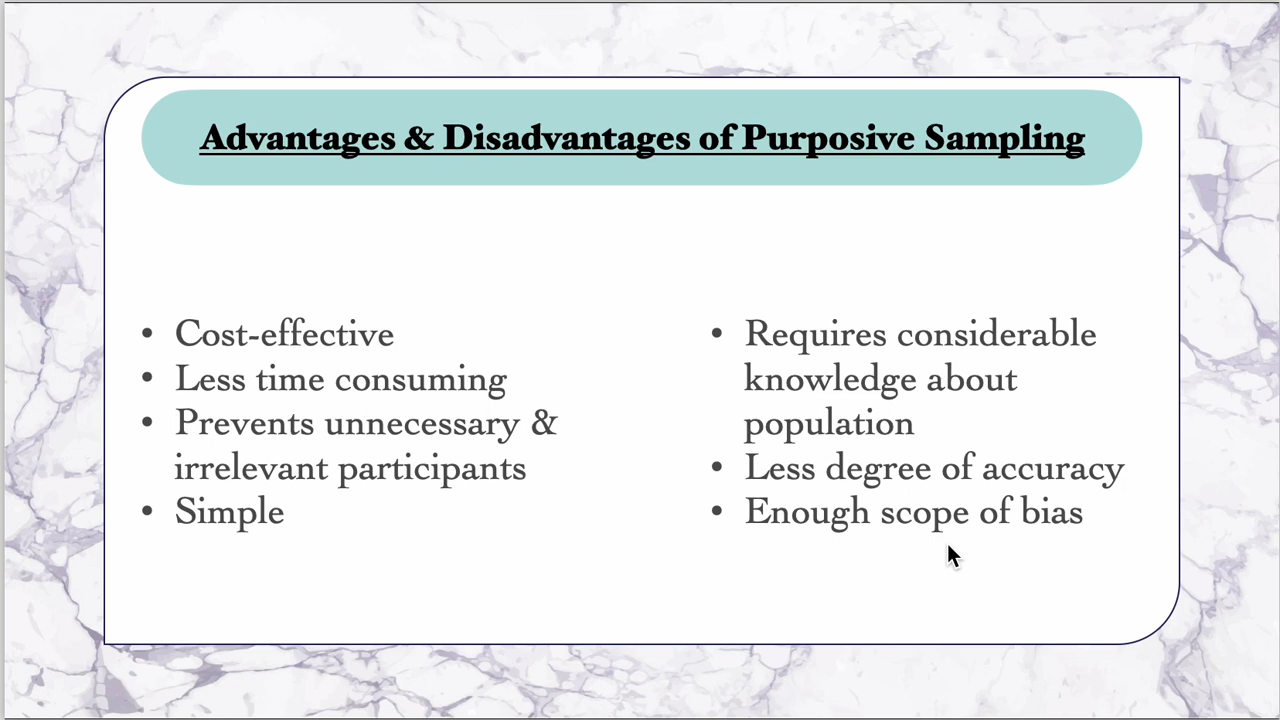 Advantages & Disadvantages of Purposive Sampling
• Cost-effective
• Less time consuming
• Prevents unnecessary &
irrelevant participants
• Simple
• Requires considerable
knowledge about
population
• Less degree of accuracy
• Enough scope of bias